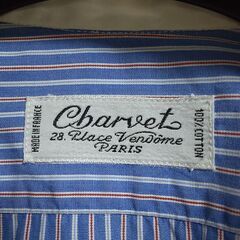 MADE IN FRANCE
Charvet
28. Place Vendôme
PARIS
100% COTTON